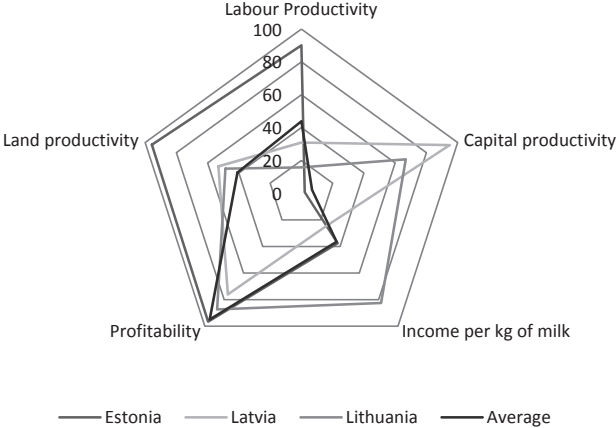 Labour Productivity
100
80
60
40
20
0
Land productivity
Capital productivity
Profitability
Income per kg of milk
Estonia Latvia Lithuania Average